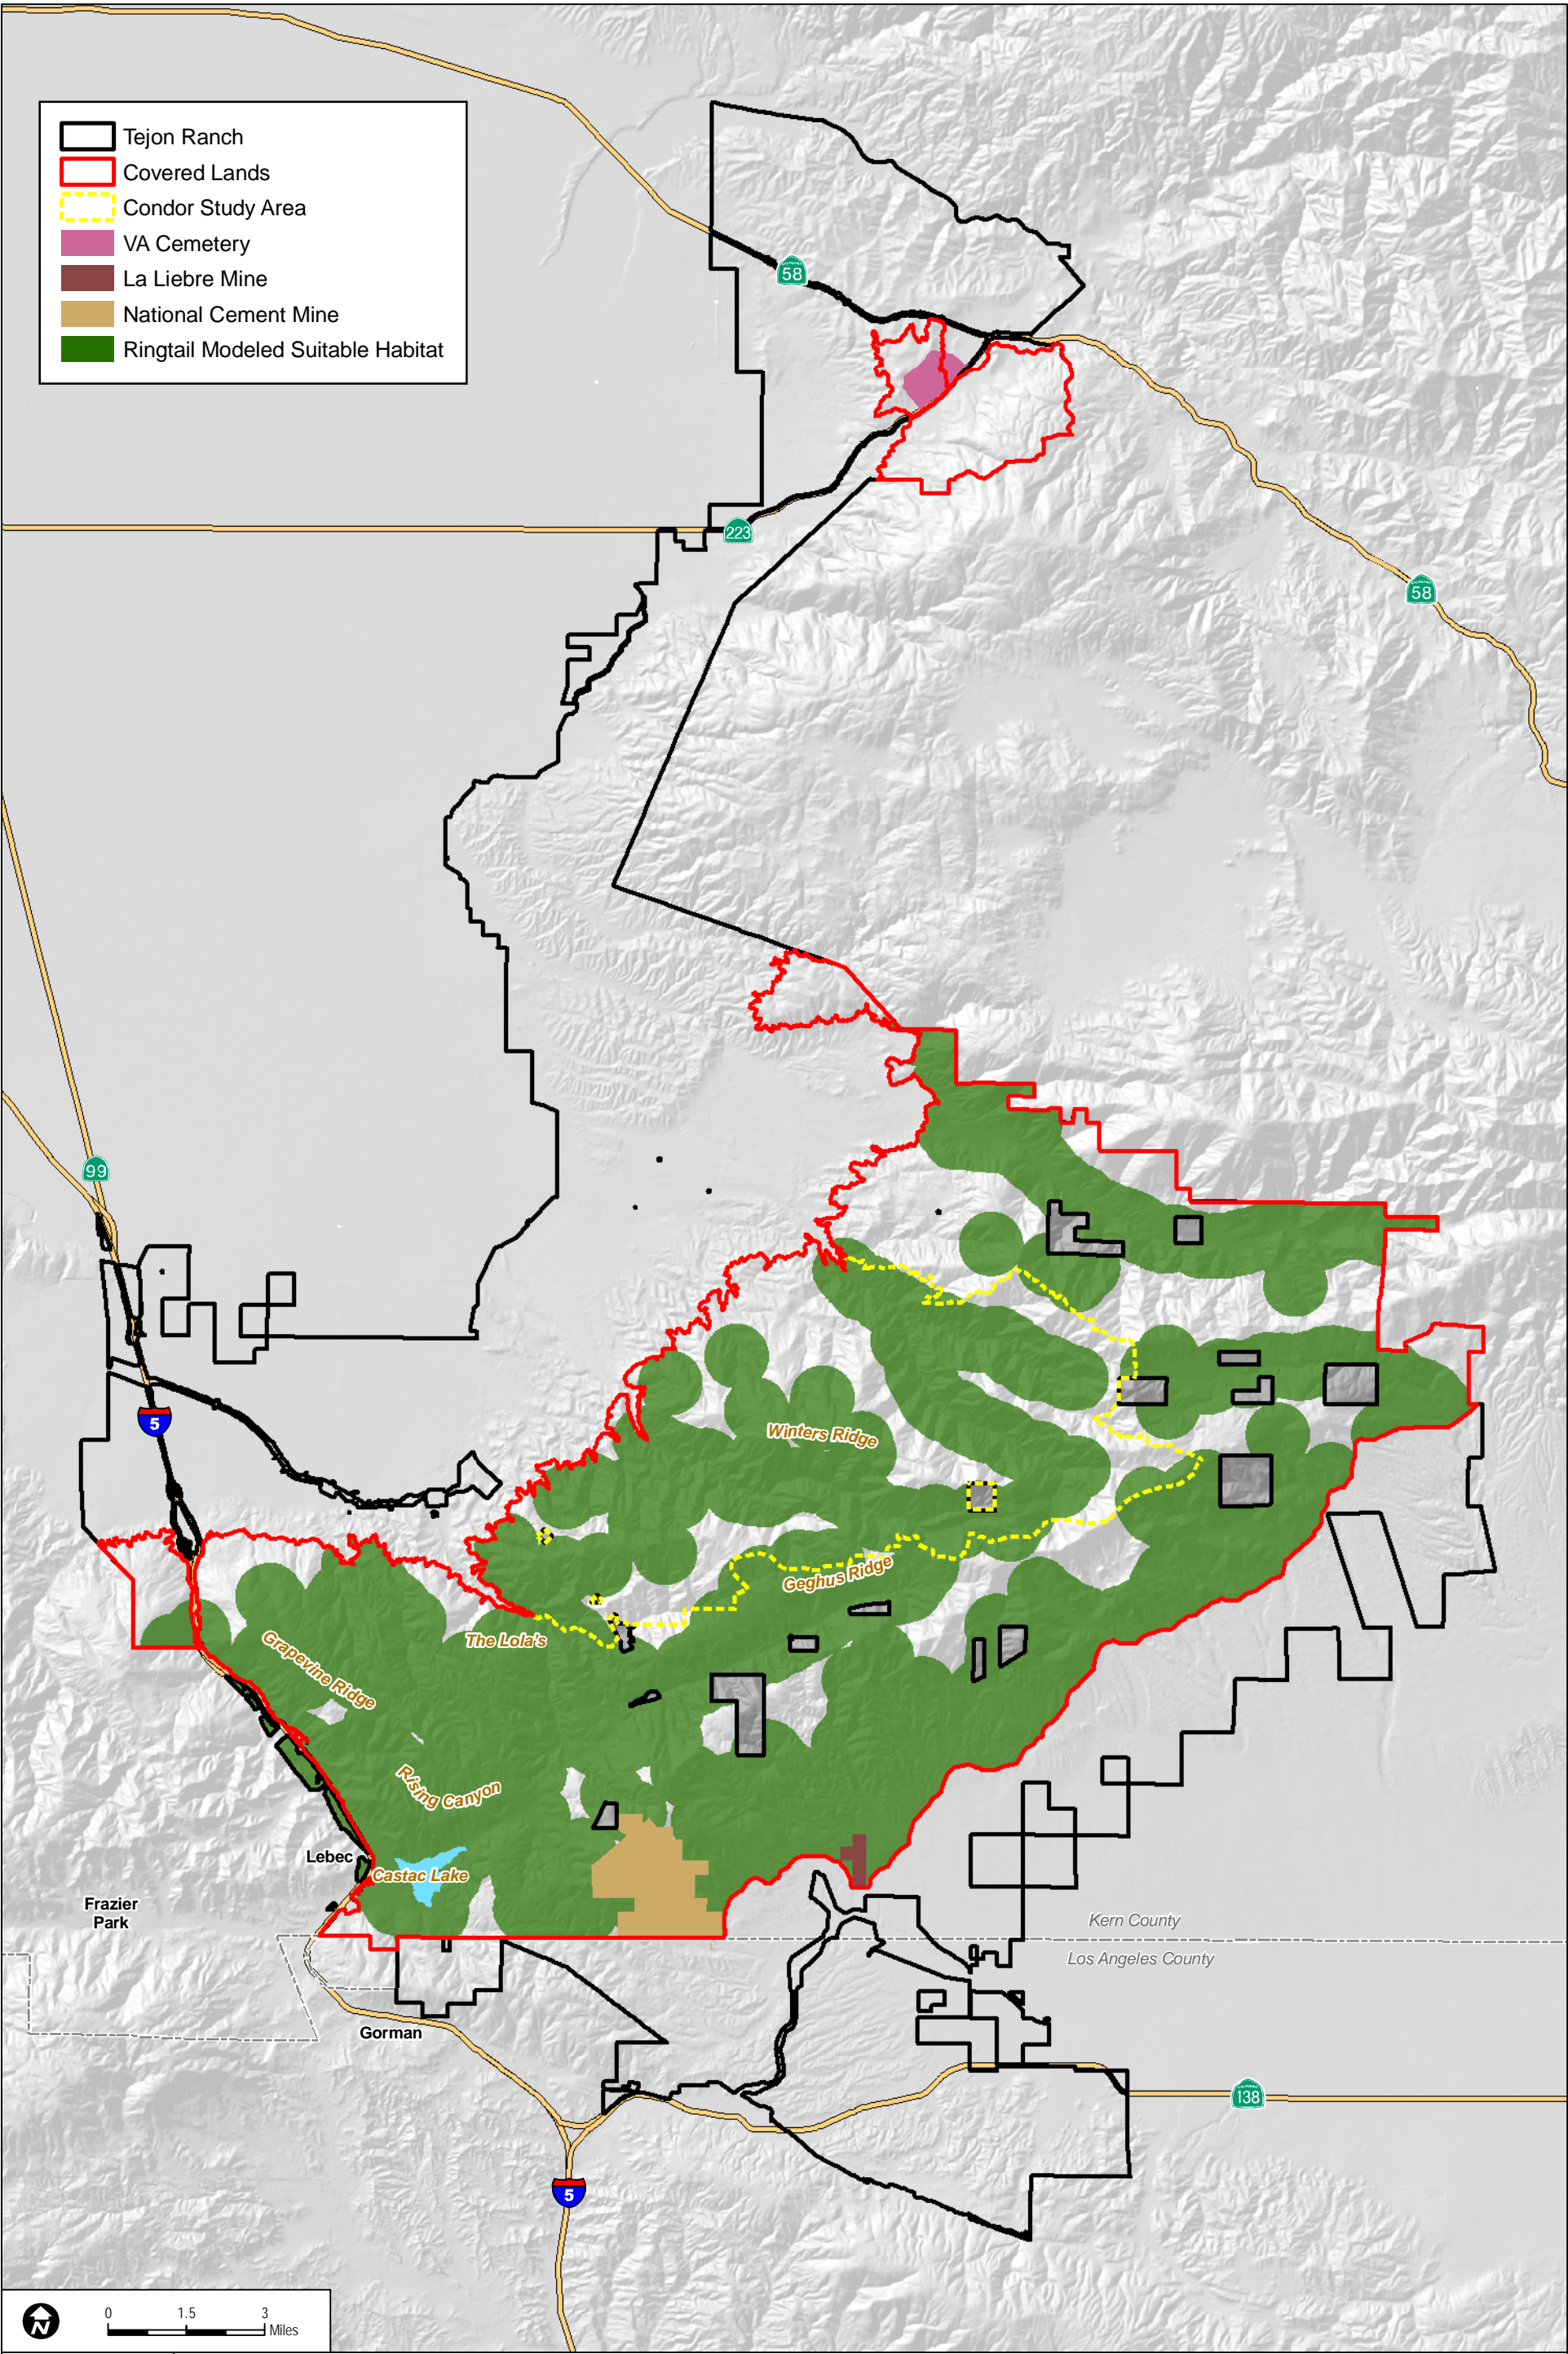 Tejon Ranch
Covered Lands
Condor Study Area
VA Cemetery
La Liebre Mine
National Cement Mine
Ringtail Modeled Suitable Habitat
58
223
58
99
5
Winters Ridge
Geghus Ridge
The Lola's
Grapevine Ridge
Rising Canyon
Lebec
Castac Lake
Frazier
Park
Kern County
Los Angeles County
Gorman
138
5
N
0 1.5 3
Miles